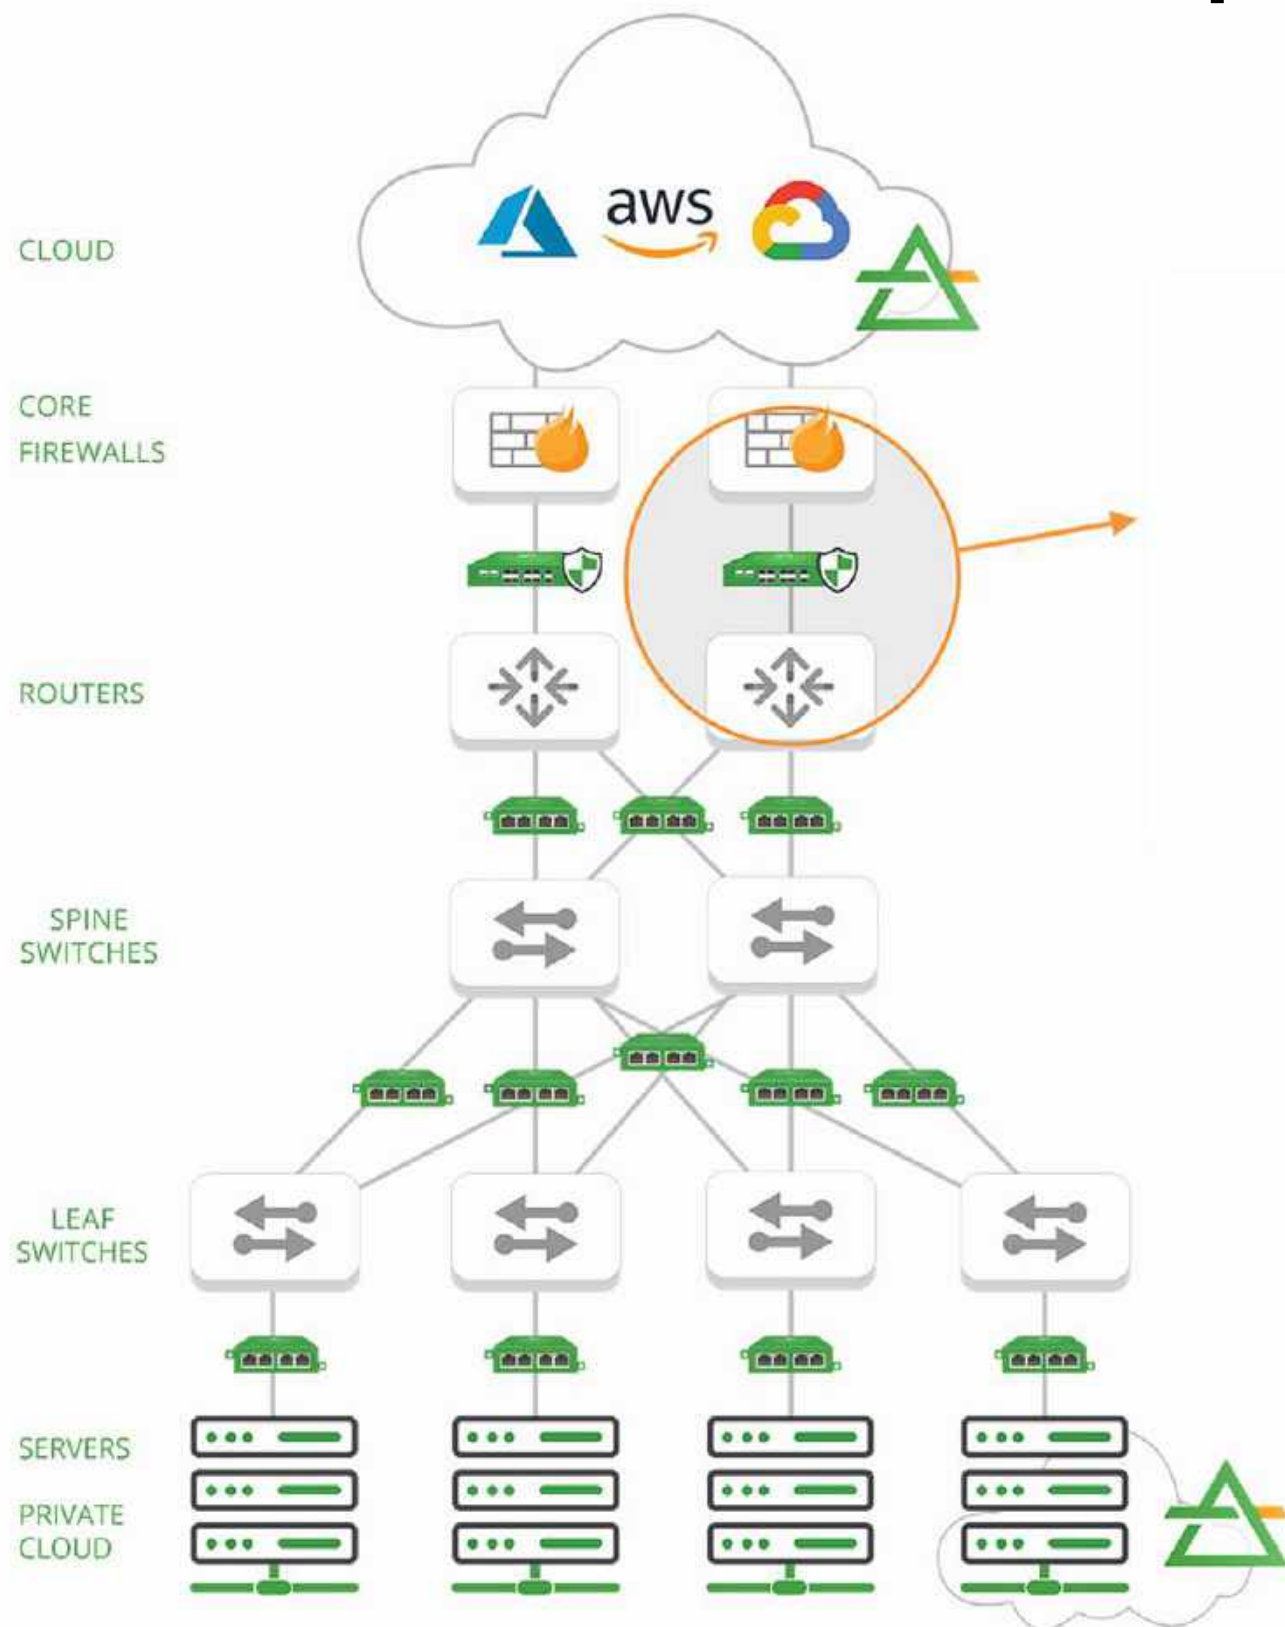 aws
CLOUD
CORE
FIREWALLS
ROUTERS
SPINE
SWITCHES
LEAF
SWITCHES
SERVERS
PRIVATE
CLOUD